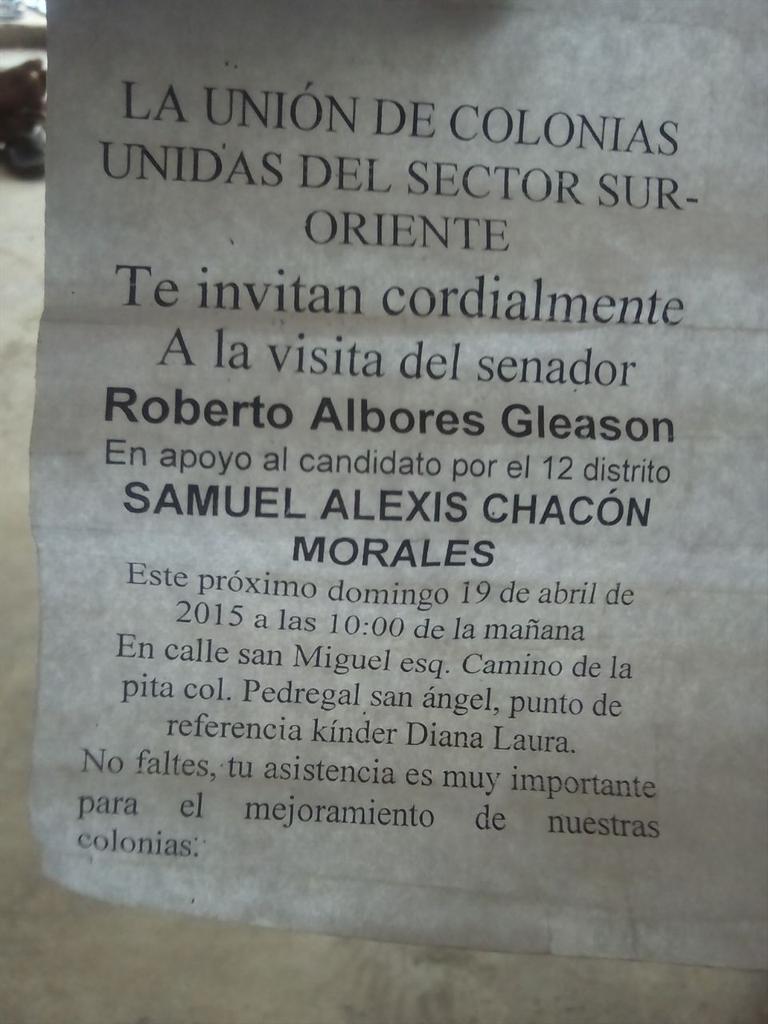 LA UNIÓN DE COLONIAS
UNIDAS DEL SECTOR SUR-
ORIENTE
Te invitan cordialmente
A la visita del senador
Roberto Albores Gleason
En apoyo al candidato por el 12 distrito
SAMUEL ALEXIS CHACÓN
MORALES
Este próximo domingo 19 de abril de
2015 a las 10:00 de la mañana
En calle san Miguel esq. Camino de la
pita col. Pedregal san ángel, punto de
referencia kínder Diana Laura.
No faltes, tu asistencia es muy importante
para el mejoramiento de nuestras
colonias.